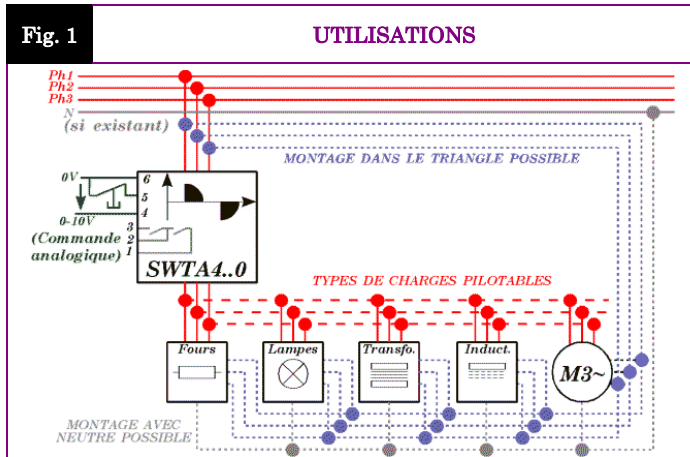 Fig. 1
UTILISATIONS
Ph1
Ph2
Ph3
N
(si existant)
MONTAGE DANS LE TRIANGLE POSSIBLE
0V
6
5
4
0-10V
3
2
1
(Commande
analogique)
SWTA4..0
TYPES DE CHARGES PILOTABLES
Fours
Lampes
Transfo.
Induct.
M3~
MONTAGE AVEC
NEUTRE POSSIBLE